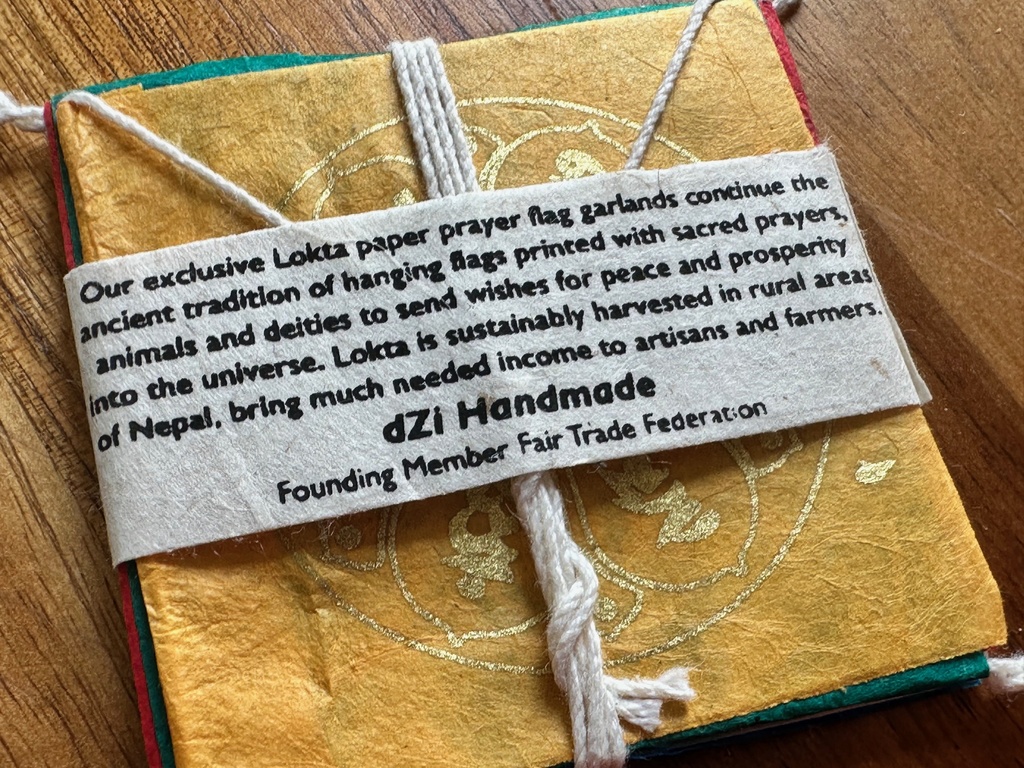 Our exclusive Lokta paper prayer flag garlands continue the
ancient tradition of hanging flags printed with sacred prayers,
animals and deities to send wishes for peace and prosperity
into the universe. Lokta is sustainably harvested in rural areas
of Nepal, bring much needed income to artisans and farmers.
dZi Handmade
Founding Member Fair Trade Federation